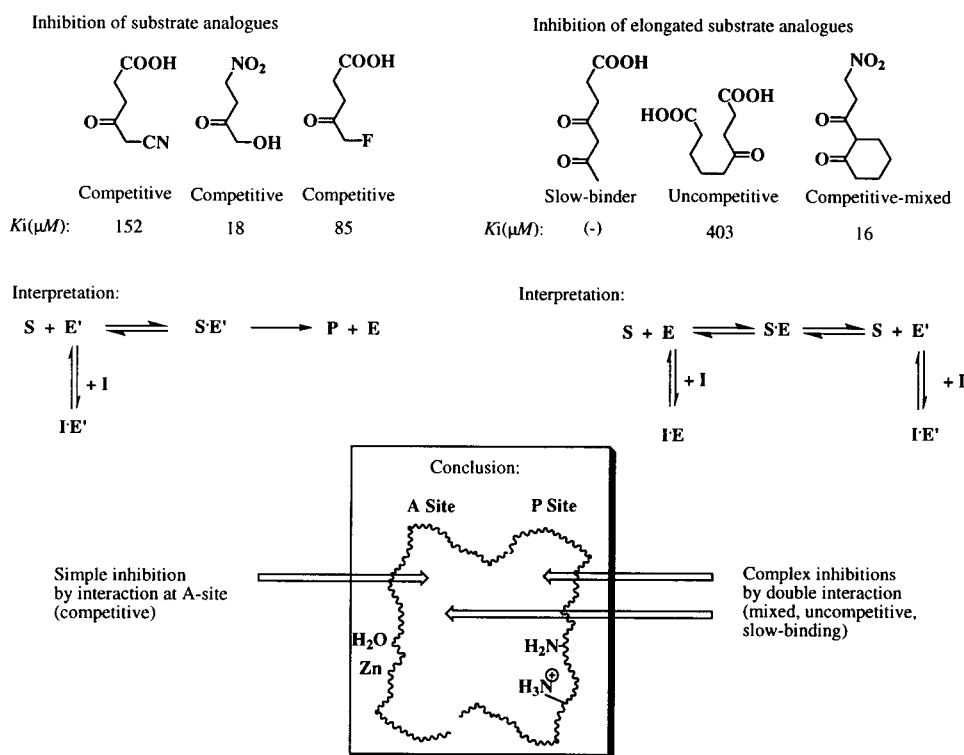 Inhibition of substrate analogues
COOH
O
CN
NO2
O
OH
COOH
O
F
Competitive
Competitive
Competitive
Ki(μM):
152
18
85
Inhibition of elongated substrate analogues
COOH
O
O
HOOC
COOH
O
NO2
O
O
Slow-binder
Uncompetitive
Competitive-mixed
Ki(μM):
(-)
403
16
Interpretation:
S + E' S·E' P + E
+ I
I·E'
Interpretation:
S + E S·E S + E'
+ I
+ I
I·E
I·E'
Conclusion:
A Site
P Site
H2O
Zn
H2N
H3N
+
Simple inhibition
by interaction at A-site
(competitive)
Complex inhibitions
by double interaction
(mixed, uncompetitive,
slow-binding)